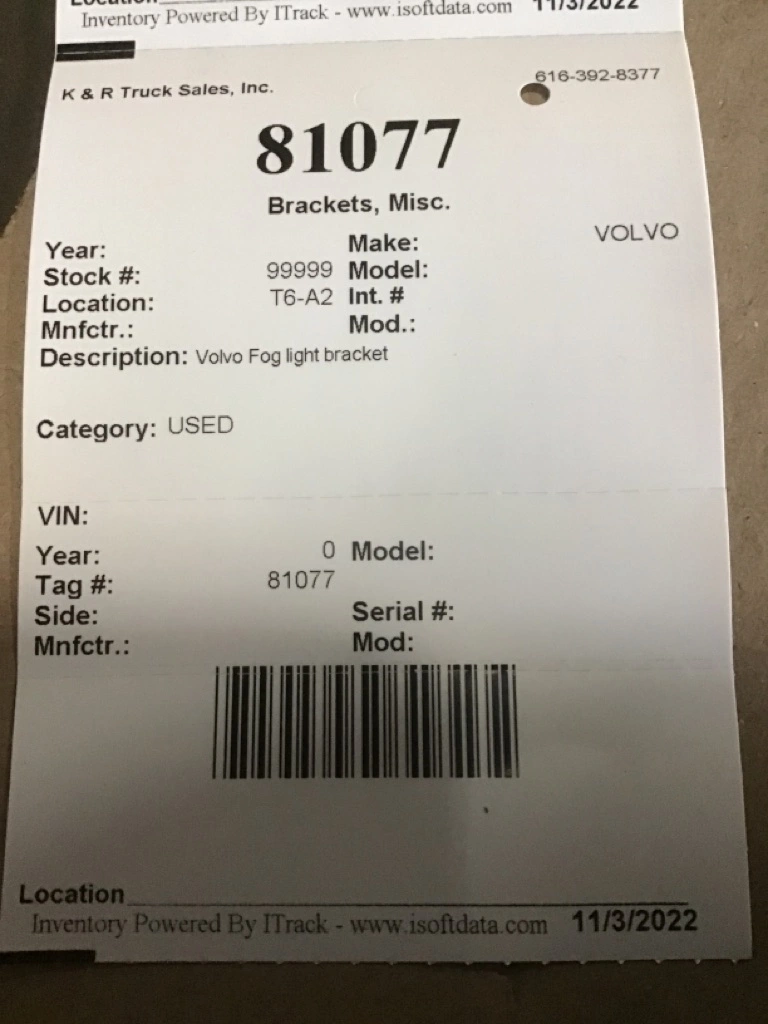 Inventory Powered By ITrack - www.isoftdata.com 11/3/2022
K & R Truck Sales, Inc. 616-392-8377
81077
Brackets, Misc.
Year: Make: VOLVO
Stock #: 99999 Model:
Location: T6-A2 Int. #
Mnfctr.: Mod.:
Description: Volvo Fog light bracket
Category: USED
VIN:
Year: 0 Model:
Tag #: 81077
Side: Serial #:
Mnfctr.: Mod:
Location
Inventory Powered By ITrack - www.isoftdata.com 11/3/2022